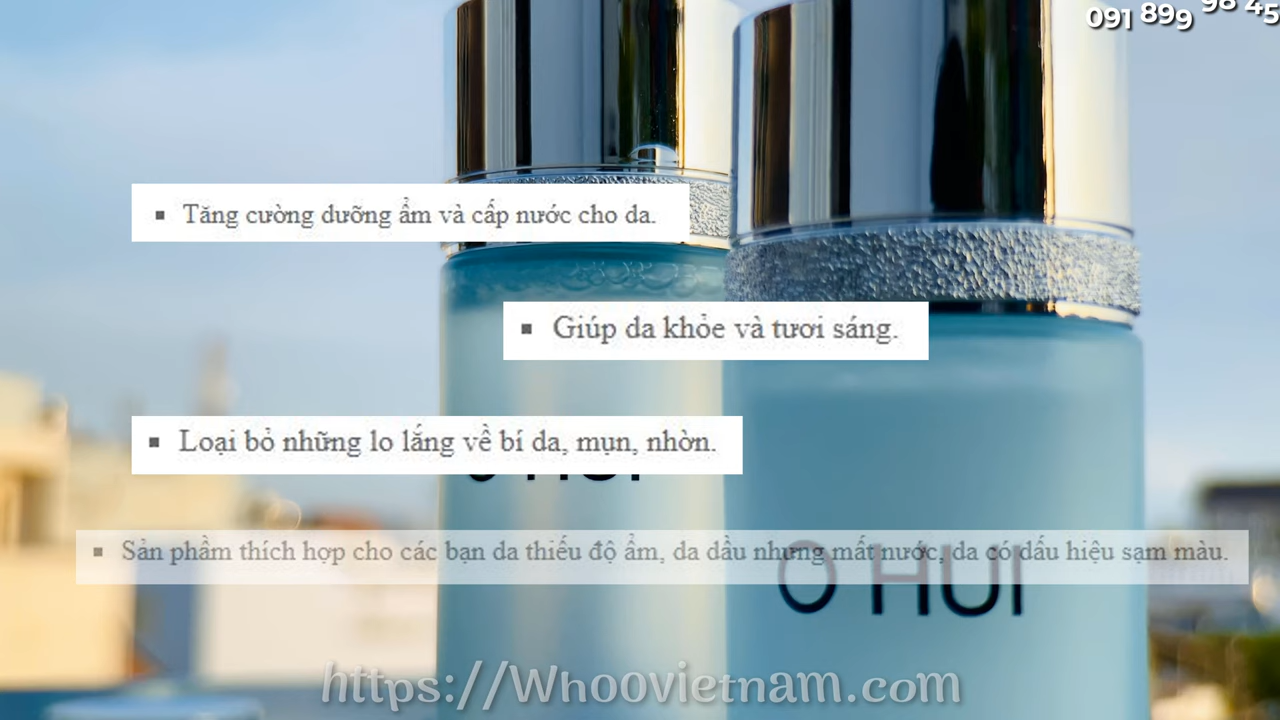 091 899 98 45
▪ Tăng cường dưỡng ẩm và cấp nước cho da.
▪ Giúp da khỏe và tươi sáng.
▪ Loại bỏ những lo lắng về bí da, mụn, nhờn.
▪ Sản phẩm thích hợp cho các bạn da thiếu độ ẩm, da dầu nhưng mất nước, da có dấu hiệu sạm màu.
O HUI
https://Whoovietnam.com